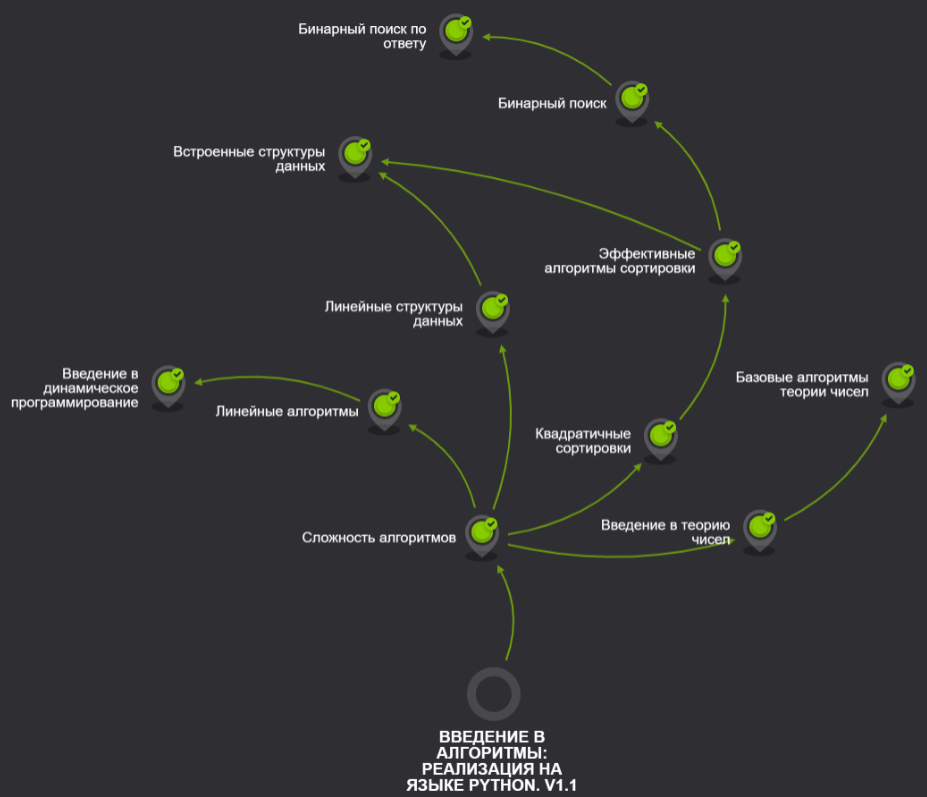 Бинарный поиск по
ответу
Бинарный поиск
Встроенные структуры
данных
Эффективные
алгоритмы сортировки
Линейные структуры
данных
Введение в
динамическое
программирование
Линейные алгоритмы
Базовые алгоритмы
теории чисел
Квадратичные
сортировки
Введение в теорию
чисел
Сложность алгоритмов
ВВЕДЕНИЕ В
АЛГОРИТМЫ:
РЕАЛИЗАЦИЯ НА
ЯЗЫКЕ PYTHON. V1.1